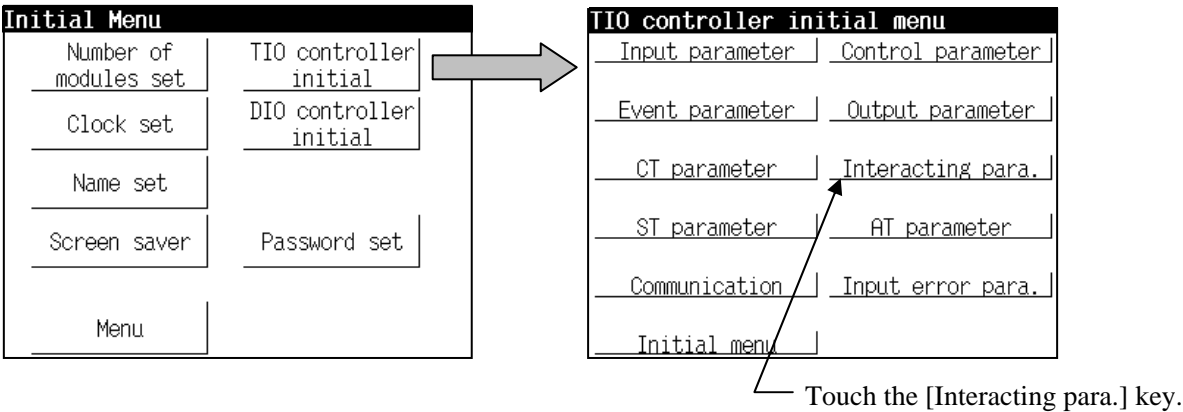 Initial Menu
Number of
modules set
TIO controller
initial
Clock set
DIO controller
initial
Name set
Screen saver
Password set
Menu
TIO controller initial menu
Input parameter
Control parameter
Event parameter
Output parameter
CT parameter
Interacting para.
ST parameter
AT parameter
Communication
Input error para.
Initial menu
Touch the [Interacting para.] key.